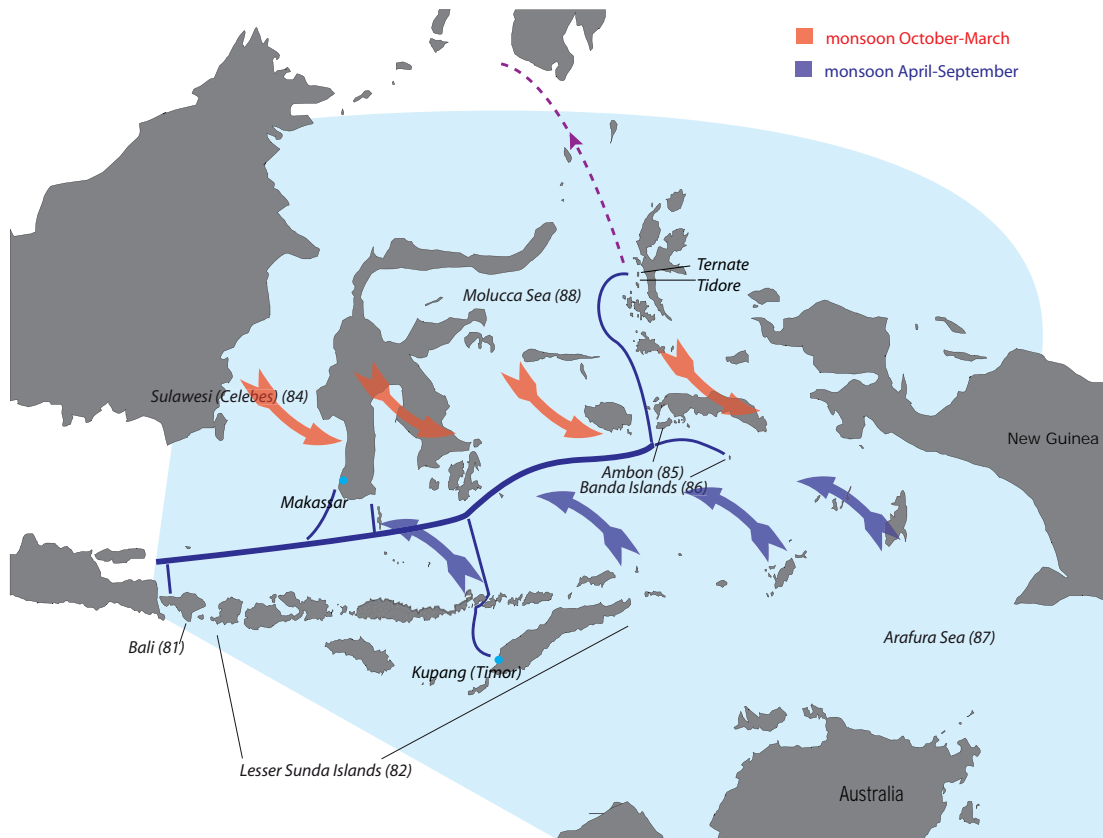 monsoon October-March
monsoon April-September
Ternate
Tidore
Molucca Sea (88)
Sulawesi (Celebes) (84)
New Guinea
Ambon (85)
Banda Islands (86)
Makassar
Arafura Sea (87)
Bali (81)
Kupang (Timor)
Lesser Sunda Islands (82)
Australia